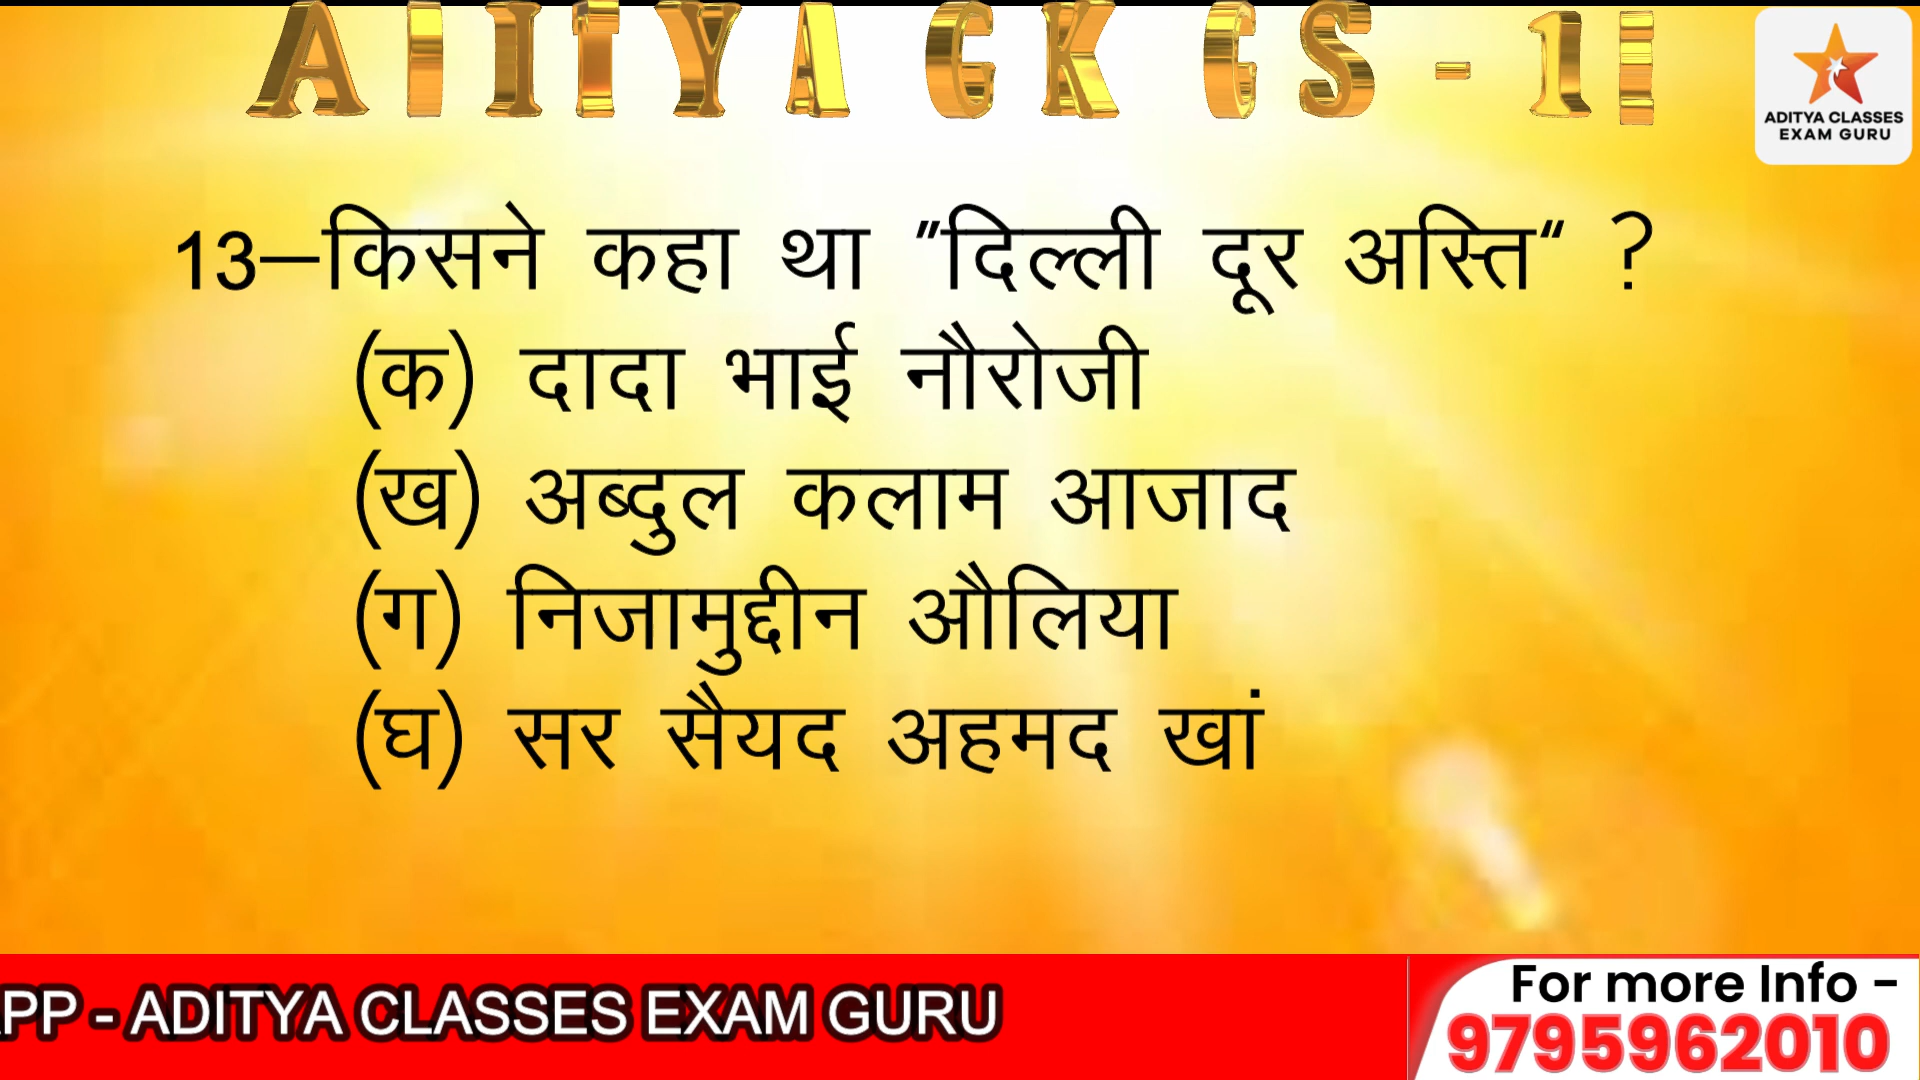 ADITYA GK GS - 1
ADITYA CLASSES
EXAM GURU
13–किसने कहा था "दिल्ली दूर अस्ति“ ?
(क) दादा भाई नौरोजी
(ख) अब्दुल कलाम आजाद
(ग) निजामुद्दीन औलिया
(घ) सर सैयद अहमद खां
PP - ADITYA CLASSES EXAM GURU
For more Info -
9795962010